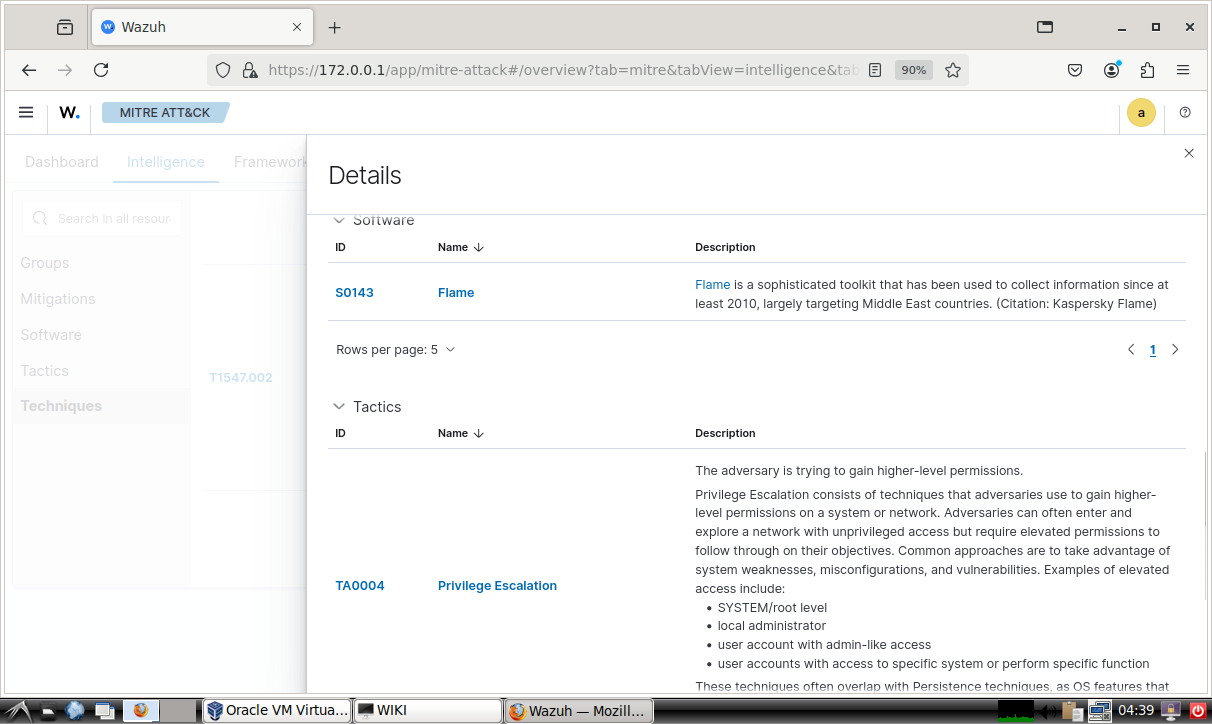 Wazuh
https://172.0.0.1/app/mitre-attack#/overview?tab=mitre&tabView=intelligence&tab
90%
W.
MITRE ATT&CK
a
Dashboard
Intelligence
Framework
Details
Search in all resour
Groups
Mitigations
Software
Tactics
Techniques
T1547.002
Software
ID Name Description
S0143 Flame Flame is a sophisticated toolkit that has been used to collect information since at
least 2010, largely targeting Middle East countries. (Citation: Kaspersky Flame)
Rows per page: 5
1
Tactics
ID Name Description
The adversary is trying to gain higher-level permissions.
Privilege Escalation consists of techniques that adversaries use to gain higher-
level permissions on a system or network. Adversaries can often enter and
explore a network with unprivileged access but require elevated permissions to
follow through on their objectives. Common approaches are to take advantage of
system weaknesses, misconfigurations, and vulnerabilities. Examples of elevated
access include:
TA0004 Privilege Escalation
• SYSTEM/root level
• local administrator
• user account with admin-like access
• user accounts with access to specific system or perform specific function
These techniques often overlap with Persistence techniques, as OS features that
Oracle VM Virtua...
WIKI
Wazuh — Mozill...
04:39